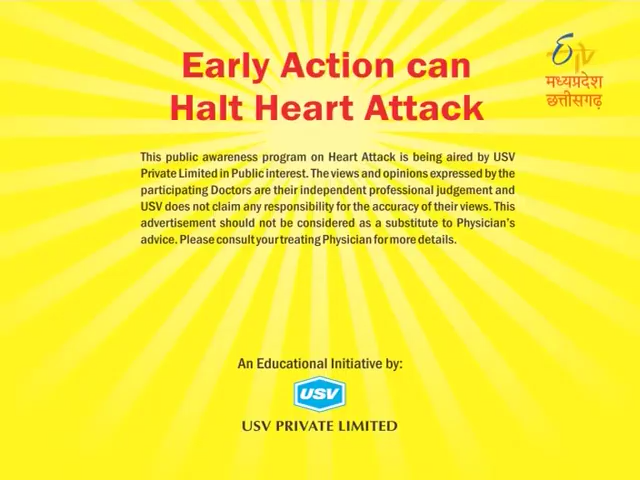 Early Action can
Halt Heart Attack
ETV
मध्यप्रदेश
छत्तीसगढ़
This public awareness program on Heart Attack is being aired by USV
Private Limited in Public interest. The views and opinions expressed by the
participating Doctors are their independent professional judgement and
USV does not claim any responsibility for the accuracy of their views. This
advertisement should not be considered as a substitute to Physician's
advice. Please consult your treating Physician for more details.
An Educational Initiative by:
USV
USV PRIVATE LIMITED